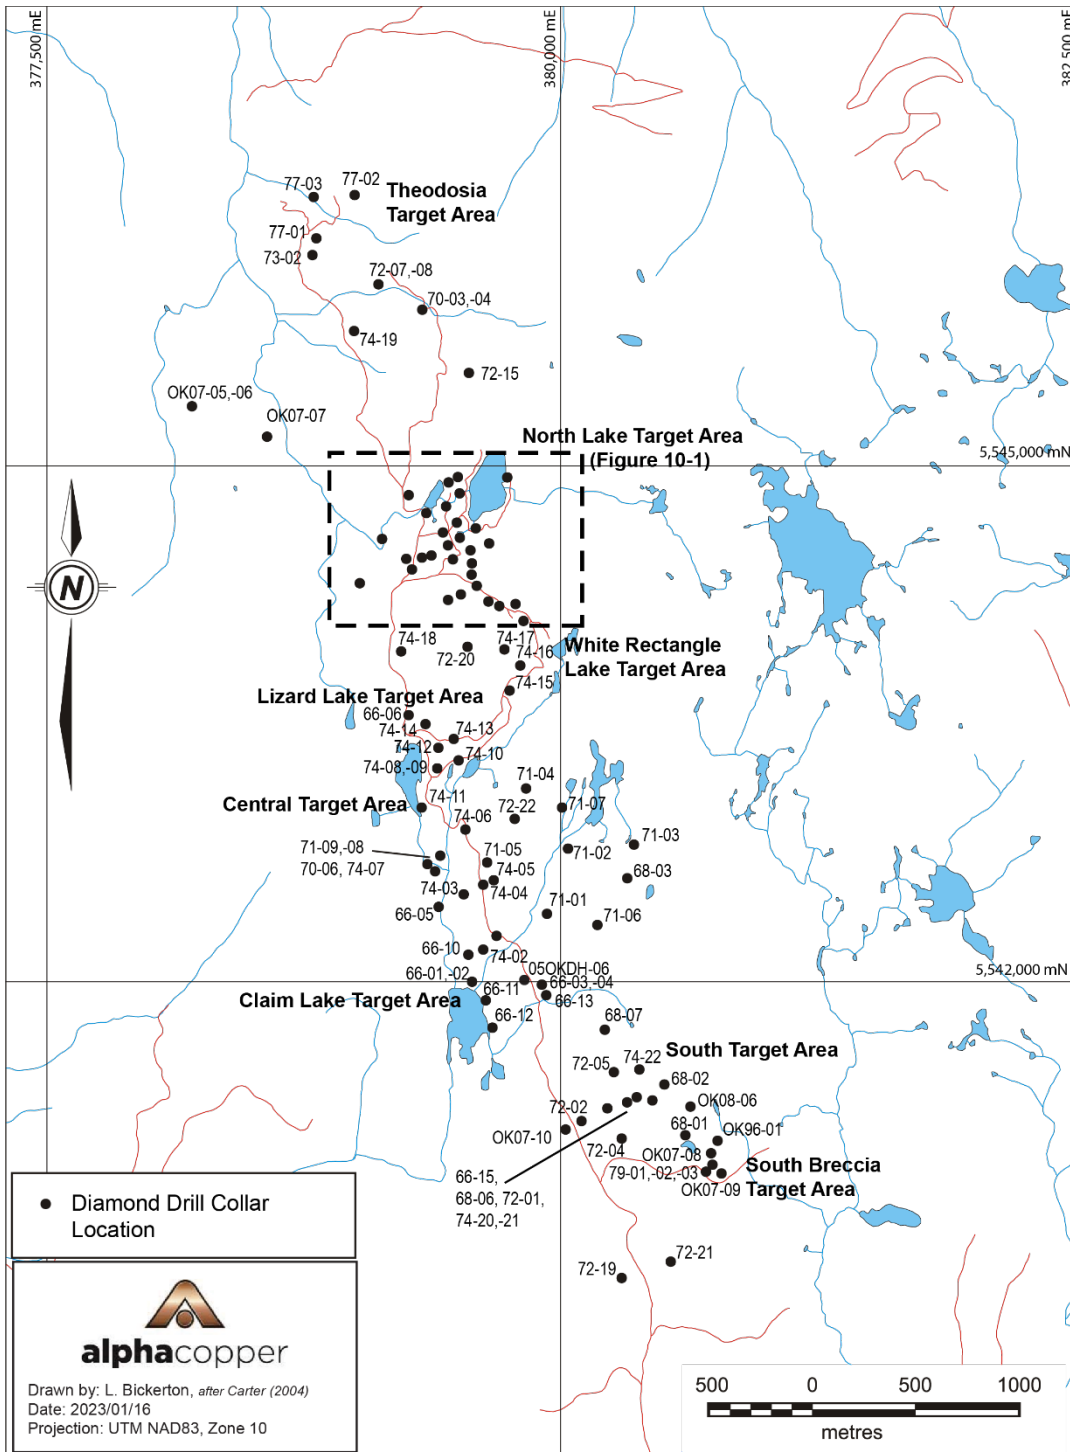 377,500 mE
380,000 mE
382,500 mE
77-03
77-02
Theodosia
Target Area
77-01
73-02
72-07,-08
70-03,-04
74-19
72-15
OK07-05,-06
OK07-07
North Lake Target Area
(Figure 10-1)
5,545,000 mN
N
74-18
72-20
74-17
74-16
White Rectangle
Lake Target Area
74-15
Lizard Lake Target Area
66-06
74-14
74-13
74-12
74-10
74-08,-09
71-04
Central Target Area
74-11
72-22
71-07
74-06
71-03
71-09,-08
70-06, 74-07
71-05
71-02
74-05
68-03
74-03
74-04
66-05
71-01
71-06
66-10
74-02
66-01,-02
05OKDH-06
5,542,000 mN
66-03,-04
Claim Lake Target Area
66-11
66-13
66-12
68-07
South Target Area
72-05
74-22
68-02
OK08-06
72-02
68-01
OK96-01
OK07-10
72-04
OK07-08
79-01,-02,-03
South Breccia
Target Area
OK07-09
66-15,
68-06, 72-01,
74-20,-21
72-21
72-19
Diamond Drill Collar
Location
alphacopper
Drawn by: L. Bickerton, after Carter (2004)
Date: 2023/01/16
Projection: UTM NAD83, Zone 10
500 0 500 1000
metres